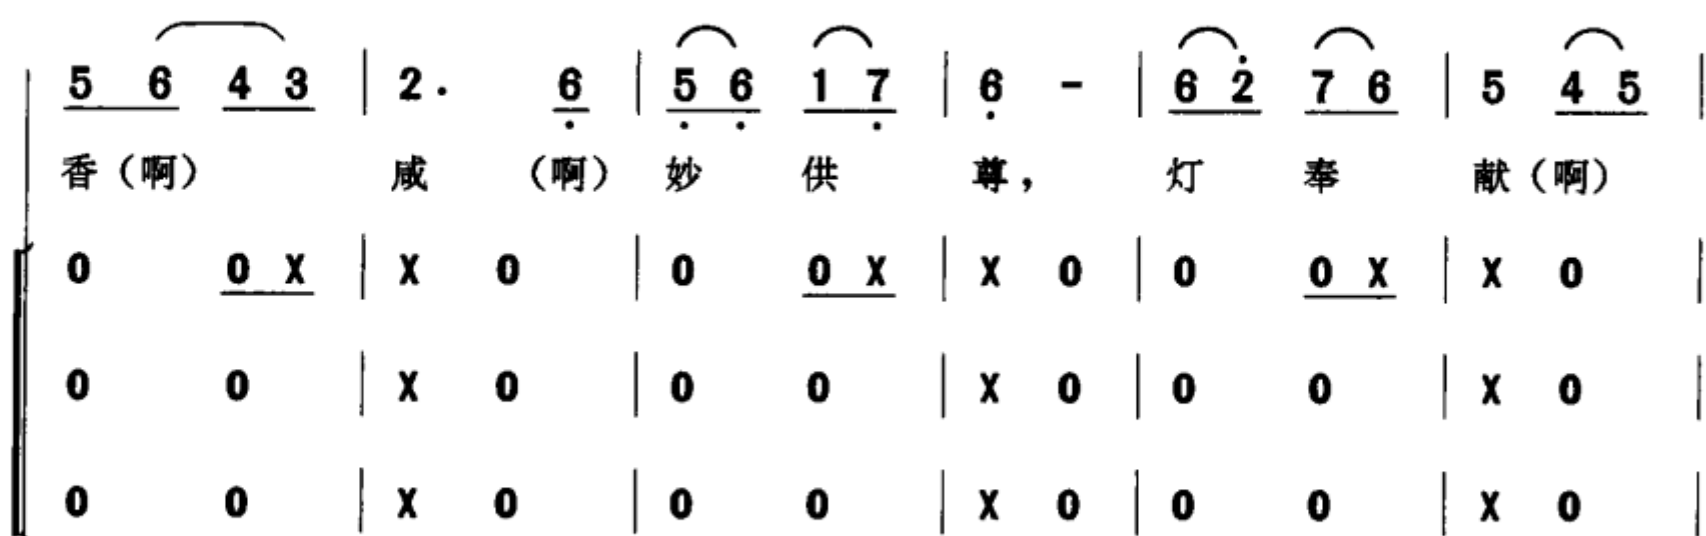 5 6 4 3 | 2 . 6 | 5 6 1 7 | 6 - | 6 2 7 6 | 5 4 5 |
香（啊） 咸 （啊） 妙 供 尊， 灯 奉 献（啊）
0 0 X | X 0 | 0 0 X | X 0 | 0 0 X | X 0 |
0 0 | X 0 | 0 0 | X 0 | 0 0 | X 0 |
0 0 | X 0 | 0 0 | X 0 | 0 0 | X 0 |